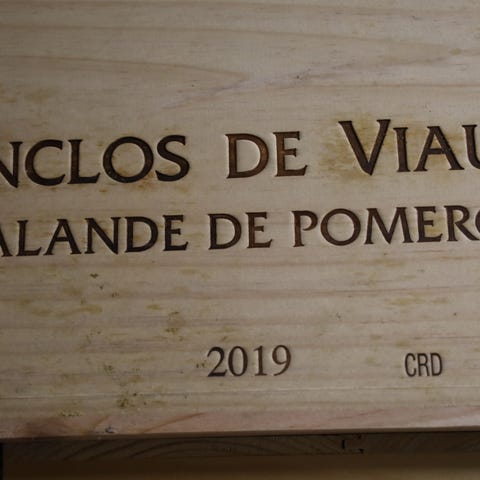 NCLOS DE VIAU
ALANDE DE POMERO
2019 CRD